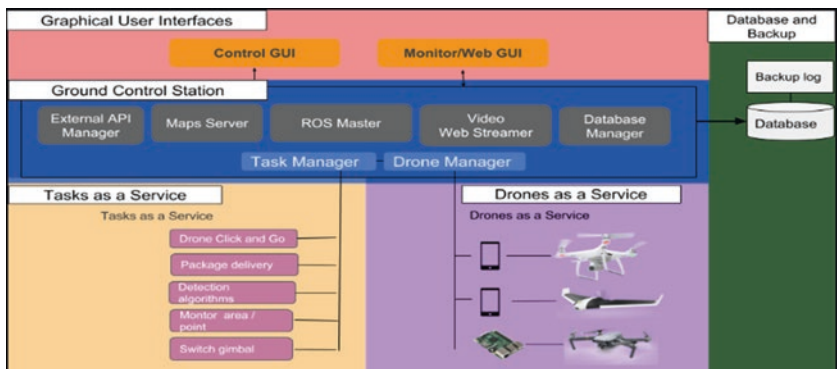 Graphical User Interfaces
Database and
Backup
Control GUI
Monitor/Web GUI
Ground Control Station
Backup log
External API
Manager
Maps Server
ROS Master
Video
Web Streamer
Database
Manager
Database
Task Manager
Drone Manager
Tasks as a Service
Drones as a Service
Tasks as a Service
Drones as a Service
Drone Click and Go
Package delivery
Detection
algorithms
Montor area /
point
Switch gimbal